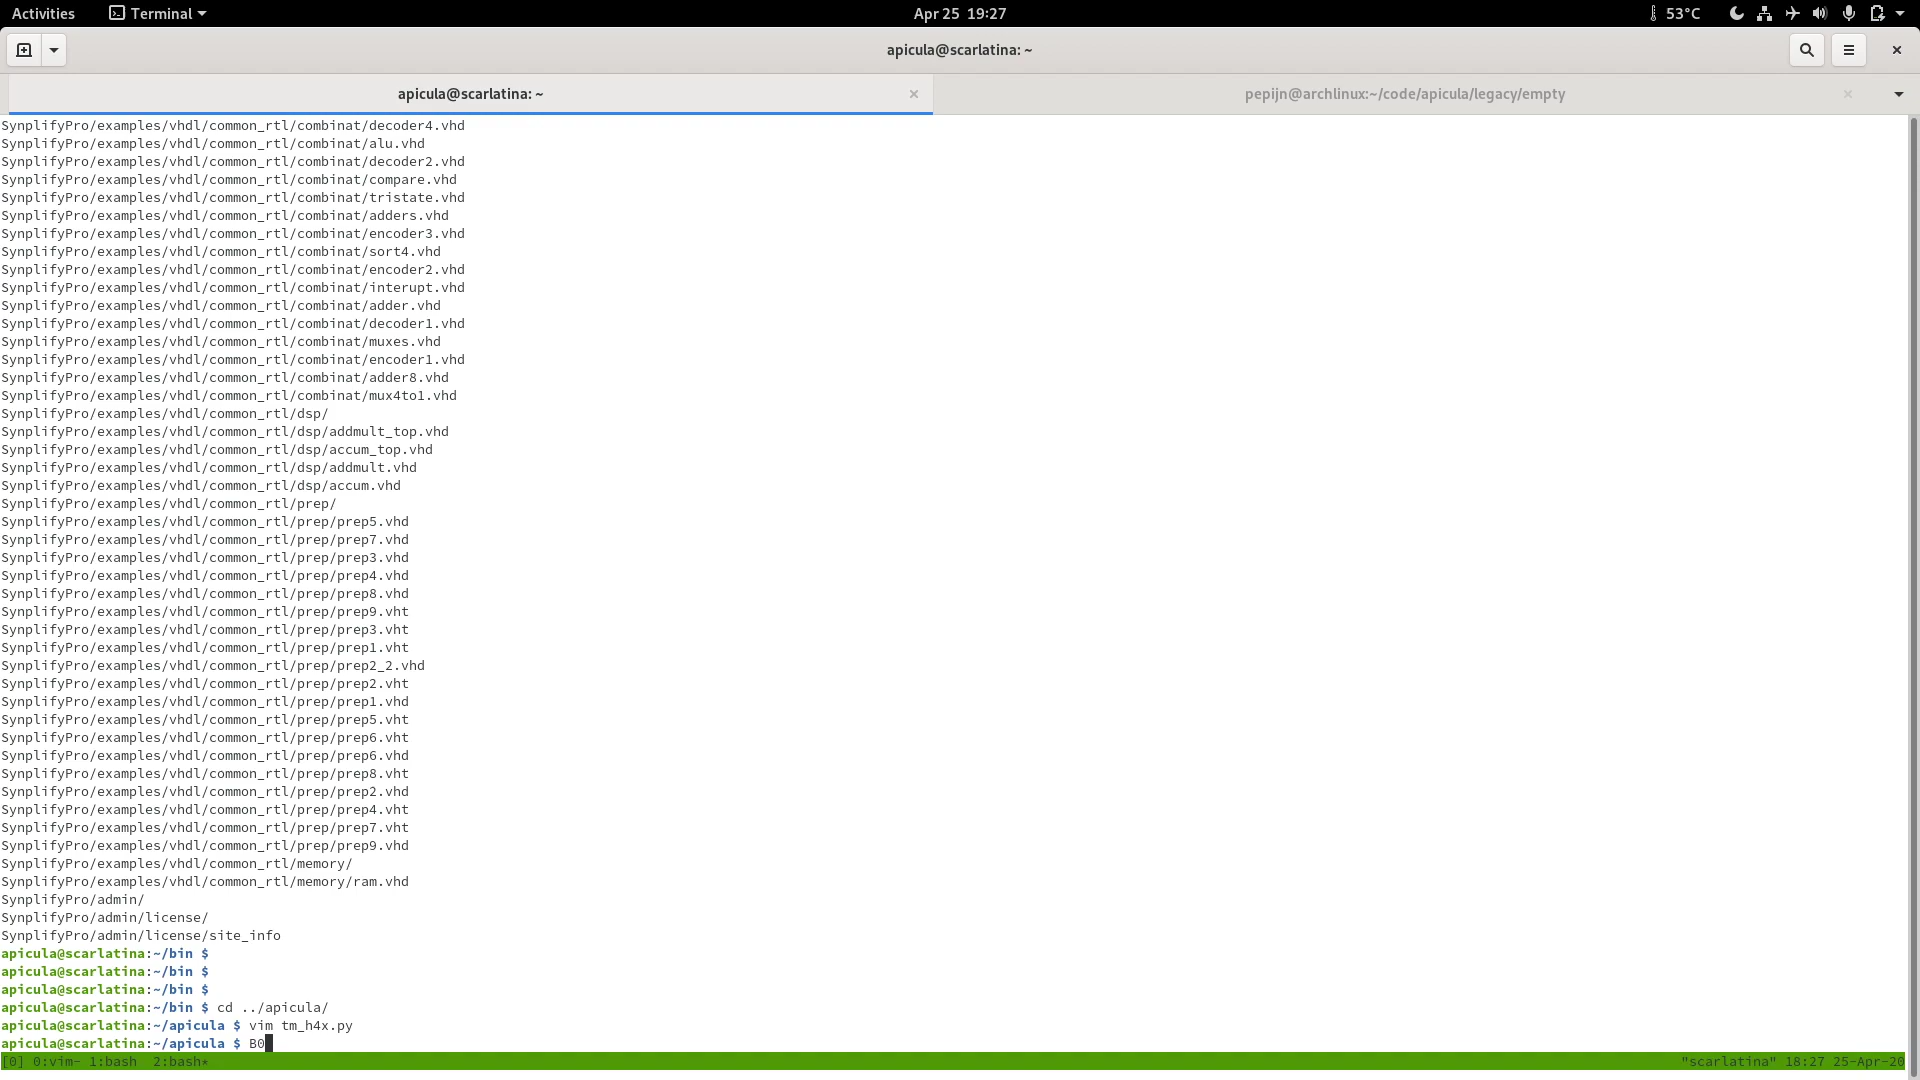 Activities Terminal Apr 25 19:27 53°C
apicula@scarlatina: ~
apicula@scarlatina: ~ pepijn@archlinux:~/code/apicula/legacy/empty
SynplifyPro/examples/vhdl/common_rtl/combinat/decoder4.vhd
SynplifyPro/examples/vhdl/common_rtl/combinat/alu.vhd
SynplifyPro/examples/vhdl/common_rtl/combinat/decoder2.vhd
SynplifyPro/examples/vhdl/common_rtl/combinat/compare.vhd
SynplifyPro/examples/vhdl/common_rtl/combinat/tristate.vhd
SynplifyPro/examples/vhdl/common_rtl/combinat/adders.vhd
SynplifyPro/examples/vhdl/common_rtl/combinat/encoder3.vhd
SynplifyPro/examples/vhdl/common_rtl/combinat/sort4.vhd
SynplifyPro/examples/vhdl/common_rtl/combinat/encoder2.vhd
SynplifyPro/examples/vhdl/common_rtl/combinat/interupt.vhd
SynplifyPro/examples/vhdl/common_rtl/combinat/adder.vhd
SynplifyPro/examples/vhdl/common_rtl/combinat/decoder1.vhd
SynplifyPro/examples/vhdl/common_rtl/combinat/muxes.vhd
SynplifyPro/examples/vhdl/common_rtl/combinat/encoder1.vhd
SynplifyPro/examples/vhdl/common_rtl/combinat/adder8.vhd
SynplifyPro/examples/vhdl/common_rtl/combinat/mux4to1.vhd
SynplifyPro/examples/vhdl/common_rtl/dsp/
SynplifyPro/examples/vhdl/common_rtl/dsp/addmult_top.vhd
SynplifyPro/examples/vhdl/common_rtl/dsp/accum_top.vhd
SynplifyPro/examples/vhdl/common_rtl/dsp/addmult.vhd
SynplifyPro/examples/vhdl/common_rtl/dsp/accum.vhd
SynplifyPro/examples/vhdl/common_rtl/prep/
SynplifyPro/examples/vhdl/common_rtl/prep/prep5.vhd
SynplifyPro/examples/vhdl/common_rtl/prep/prep7.vhd
SynplifyPro/examples/vhdl/common_rtl/prep/prep3.vhd
SynplifyPro/examples/vhdl/common_rtl/prep/prep4.vhd
SynplifyPro/examples/vhdl/common_rtl/prep/prep8.vhd
SynplifyPro/examples/vhdl/common_rtl/prep/prep9.vht
SynplifyPro/examples/vhdl/common_rtl/prep/prep3.vht
SynplifyPro/examples/vhdl/common_rtl/prep/prep1.vht
SynplifyPro/examples/vhdl/common_rtl/prep/prep2_2.vhd
SynplifyPro/examples/vhdl/common_rtl/prep/prep2.vht
SynplifyPro/examples/vhdl/common_rtl/prep/prep1.vhd
SynplifyPro/examples/vhdl/common_rtl/prep/prep5.vht
SynplifyPro/examples/vhdl/common_rtl/prep/prep6.vht
SynplifyPro/examples/vhdl/common_rtl/prep/prep6.vhd
SynplifyPro/examples/vhdl/common_rtl/prep/prep8.vht
SynplifyPro/examples/vhdl/common_rtl/prep/prep2.vhd
SynplifyPro/examples/vhdl/common_rtl/prep/prep4.vht
SynplifyPro/examples/vhdl/common_rtl/prep/prep7.vht
SynplifyPro/examples/vhdl/common_rtl/prep/prep9.vhd
SynplifyPro/examples/vhdl/common_rtl/memory/
SynplifyPro/examples/vhdl/common_rtl/memory/ram.vhd
SynplifyPro/admin/
SynplifyPro/admin/license/
SynplifyPro/admin/license/site_info
apicula@scarlatina:~/bin $
apicula@scarlatina:~/bin $
apicula@scarlatina:~/bin $
apicula@scarlatina:~/bin $ cd ../apicula/
apicula@scarlatina:~/apicula $ vim tm_h4x.py
apicula@scarlatina:~/apicula $ B0
[0] 0:vim- 1:bash 2:bash* "scarlatina" 18:27 25-Apr-20